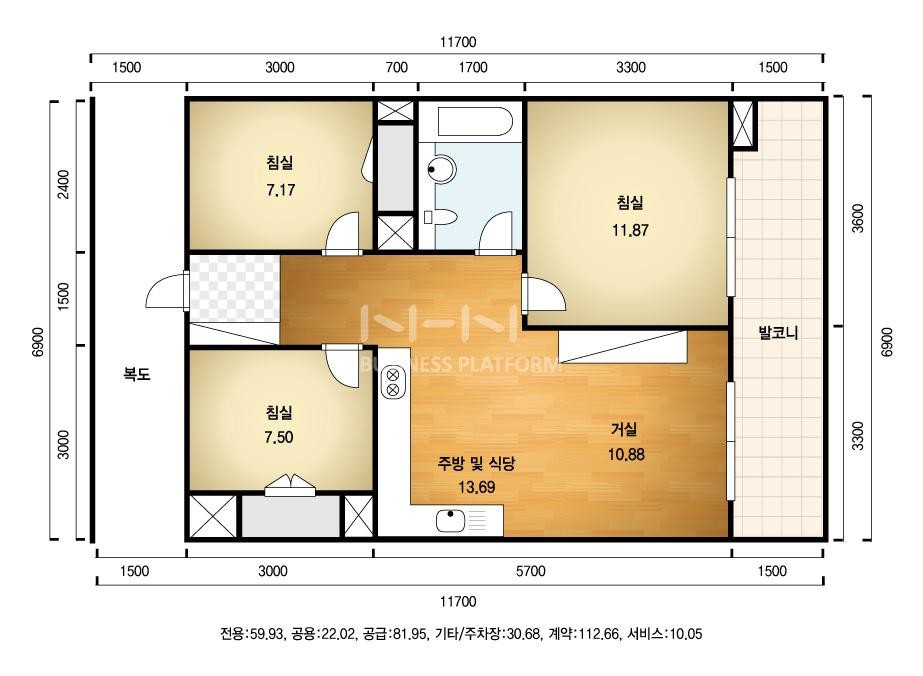 11700
1500 3000 700 1700 3300 1500
침실
7.17
침실
11.87
2400
3600
1500
6900
6900
N-N
BUSINESS PLATFORM
발코니
복도
침실
7.50
거실
10.88
3000
3300
주방 및 식당
13.69
1500 3000 5700 1500
11700
전용:59.93, 공용:22.02, 공급:81.95, 기타/주차장:30.68, 계약:112.66, 서비스:10.05